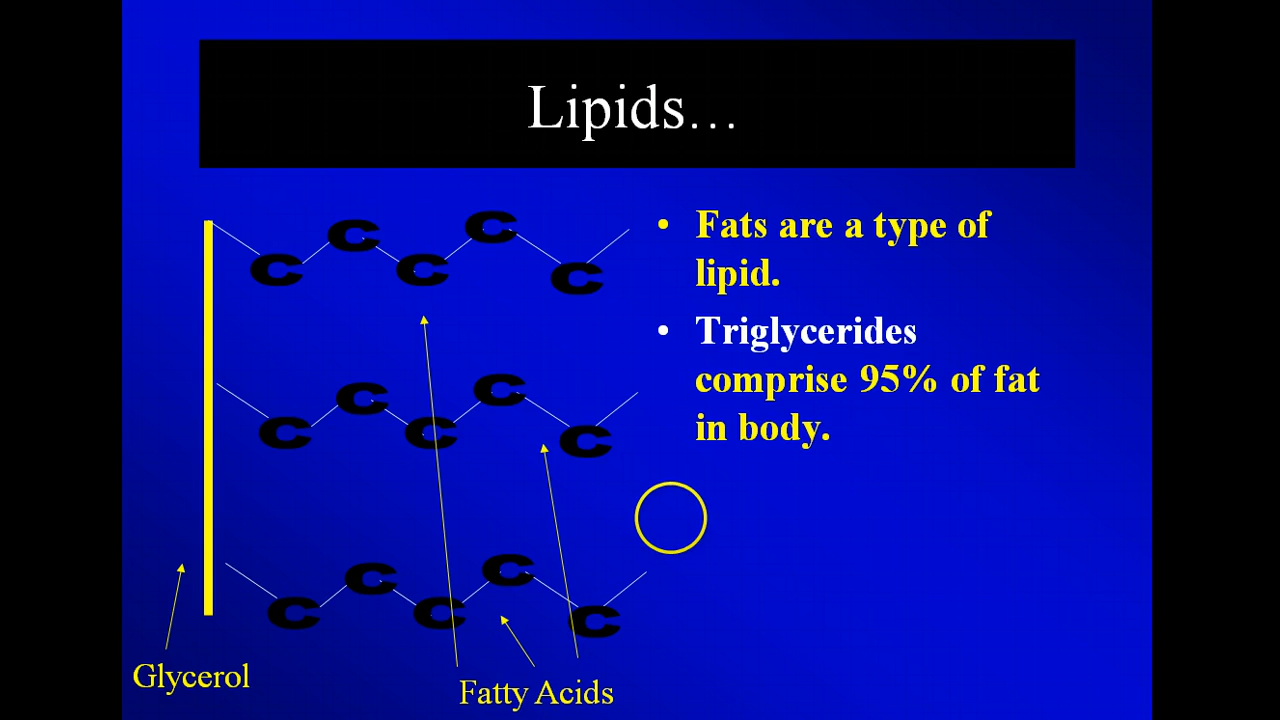 Lipids…
C C C C C
• Fats are a type of
lipid.
• Triglycerides
comprise 95% of fat
in body.
C C C C C
C C C C C
Glycerol
Fatty Acids